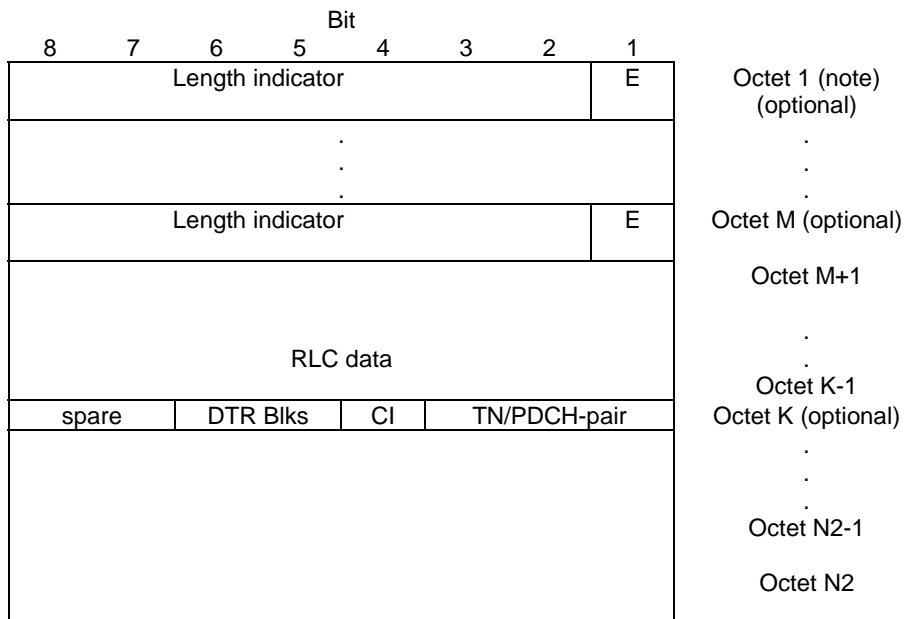 Bit
8 7 6 5 4 3 2 1
Length indicator E Octet 1 (note)
(optional)
. .
. .
. .
Length indicator E Octet M (optional)
Octet M+1
.
RLC data .
Octet K-1
spare DTR Blks CI TN/PDCH-pair Octet K (optional)
.
.
.
Octet N2-1
Octet N2